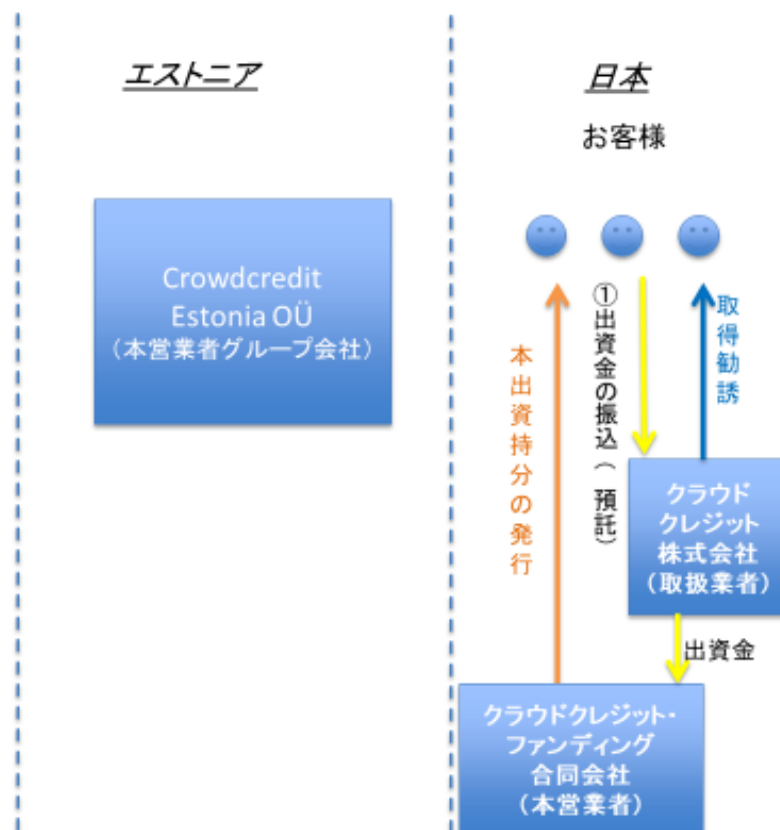 エストニア
日本
お客様
Crowdcredit
Estonia OÜ
（本営業者グループ会社）
本出資持分の発行
①出資金の振込（預託）
取得勧誘
クラウド
クレジット
株式会社
（取扱業者）
出資金
クラウドクレジット・
ファンディング
合同会社
（本営業者）